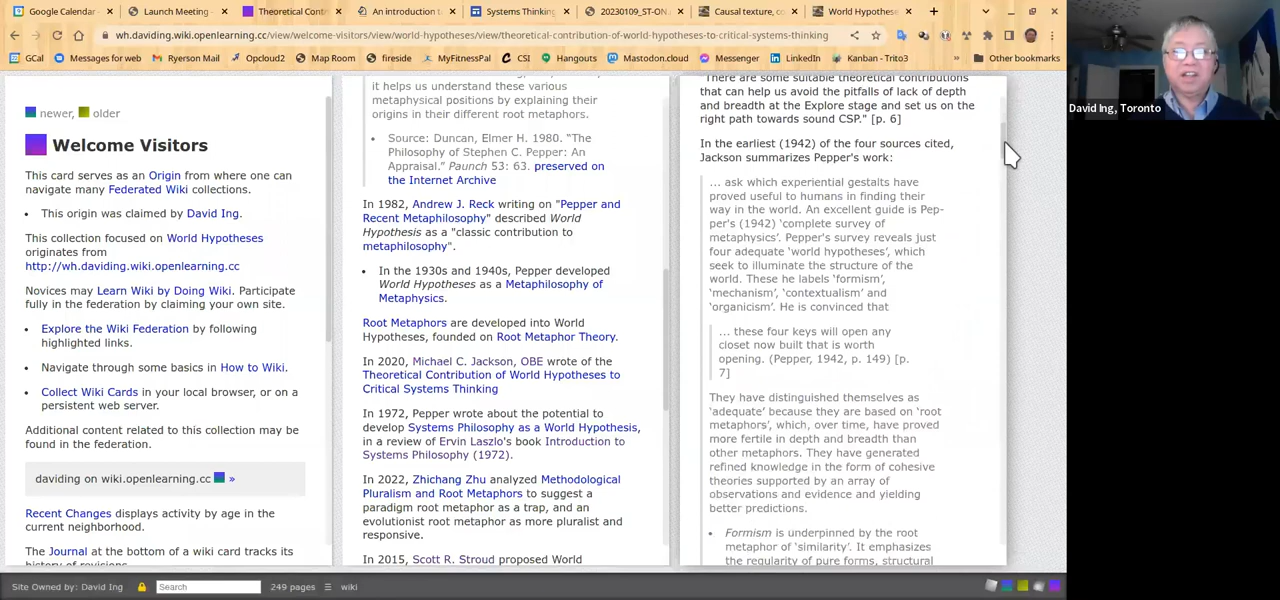 Google Calendar
Launch Meeting -
Theoretical Cont
An introduction t
Systems Thinking
20230109_ST-ON
Causal texture, co
World Hypothese
wh.daviding.wiki.openlearning.cc/view/welcome-visitors/view/world-hypotheses/view/theoretical-contribution-of-world-hypotheses-to-critical-systems-thinking
GCal
Messages for web
Ryerson Mail
Opcloud2
Map Room
fireside
MyFitnessPal
CSI
Hangouts
Mastodon.cloud
Messenger
LinkedIn
Kanban - Trito3
»
Other bookmarks
newer, older
Welcome Visitors
This card serves as an Origin from where one can
navigate many Federated Wiki collections.
• This origin was claimed by David Ing.
This collection focused on World Hypotheses
originates from
http://wh.daviding.wiki.openlearning.cc
Novices may Learn Wiki by Doing Wiki. Participate
fully in the federation by claiming your own site.
• Explore the Wiki Federation by following
highlighted links.
• Navigate through some basics in How to Wiki.
• Collect Wiki Cards in your local browser, or on a
persistent web server.
Additional content related to this collection may be
found in the federation.
daviding on wiki.openlearning.cc »
Recent Changes displays activity by age in the
current neighborhood.
The Journal at the bottom of a wiki card tracks its
history of revisions
it helps us understand these various
metaphysical positions by explaining their
origins in their different root metaphors.
• Source: Duncan, Elmer H. 1980. “The
Philosophy of Stephen C. Pepper: An
Appraisal.” Paunch 53: 63. preserved on
the Internet Archive
In 1982, Andrew J. Reck writing on "Pepper and
Recent Metaphilosophy" described World
Hypothesis as a "classic contribution to
metaphilosophy".
• In the 1930s and 1940s, Pepper developed
World Hypotheses as a Metaphilosophy of
Metaphysics.
Root Metaphors are developed into World
Hypotheses, founded on Root Metaphor Theory.
In 2020, Michael C. Jackson, OBE wrote of the
Theoretical Contribution of World Hypotheses to
Critical Systems Thinking
In 1972, Pepper wrote about the potential to
develop Systems Philosophy as a World Hypothesis,
in a review of Ervin Laszlo's book Introduction to
Systems Philosophy (1972).
In 2022, Zhichang Zhu analyzed Methodological
Pluralism and Root Metaphors to suggest a
paradigm root metaphor as a trap, and an
evolutionist root metaphor as more pluralist and
responsive.
In 2015, Scott R. Stroud proposed World
"There are some suitable theoretical contributions
that can help us avoid the pitfalls of lack of depth
and breadth at the Explore stage and set us on the
right path towards sound CSP." [p. 6]
In the earliest (1942) of the four sources cited,
Jackson summarizes Pepper's work:
... ask which experiential gestalts have
proved useful to humans in finding their
way in the world. An excellent guide is Pep-
per's (1942) ‘complete survey of
metaphysics’. Pepper's survey reveals just
four adequate ‘world hypotheses’, which
seek to illuminate the structure of the
world. These he labels ‘formism’,
‘mechanism’, ‘contextualism’ and
‘organicism’. He is convinced that
... these four keys will open any
closet now built that is worth
opening. (Pepper, 1942, p. 149) [p.
7]
They have distinguished themselves as
‘adequate’ because they are based on ‘root
metaphors’, which, over time, have proved
more fertile in depth and breadth than
other metaphors. They have generated
refined knowledge in the form of cohesive
theories supported by an array of
observations and evidence and yielding
better predictions.
• Formism is underpinned by the root
metaphor of ‘similarity’. It emphasizes
the regularity of pure forms, structural
David Ing, Toronto
Site Owned by: David Ing
Search
249 pages
wiki